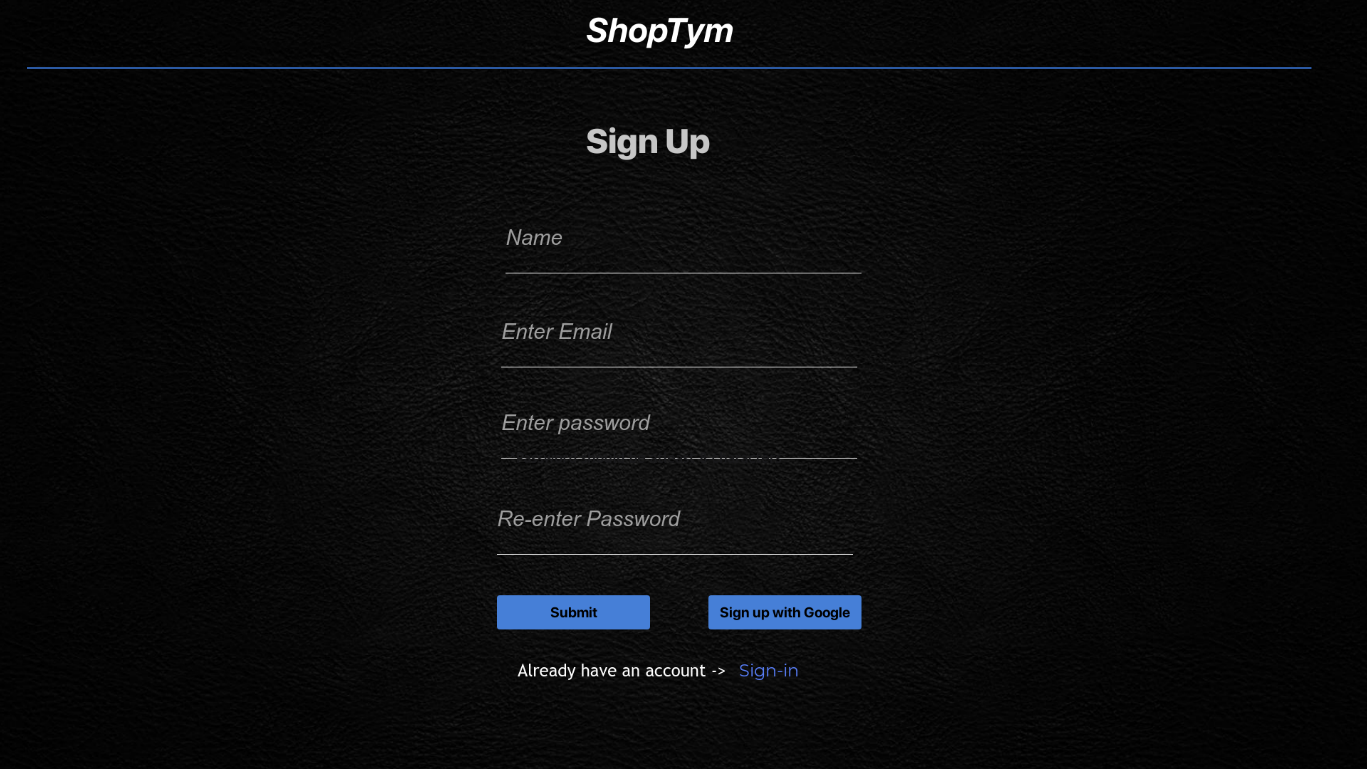 ShopTym
Sign Up
Name
Enter Email
Enter password
Re-enter Password
Submit
Sign up with Google
Already have an account -> Sign-in